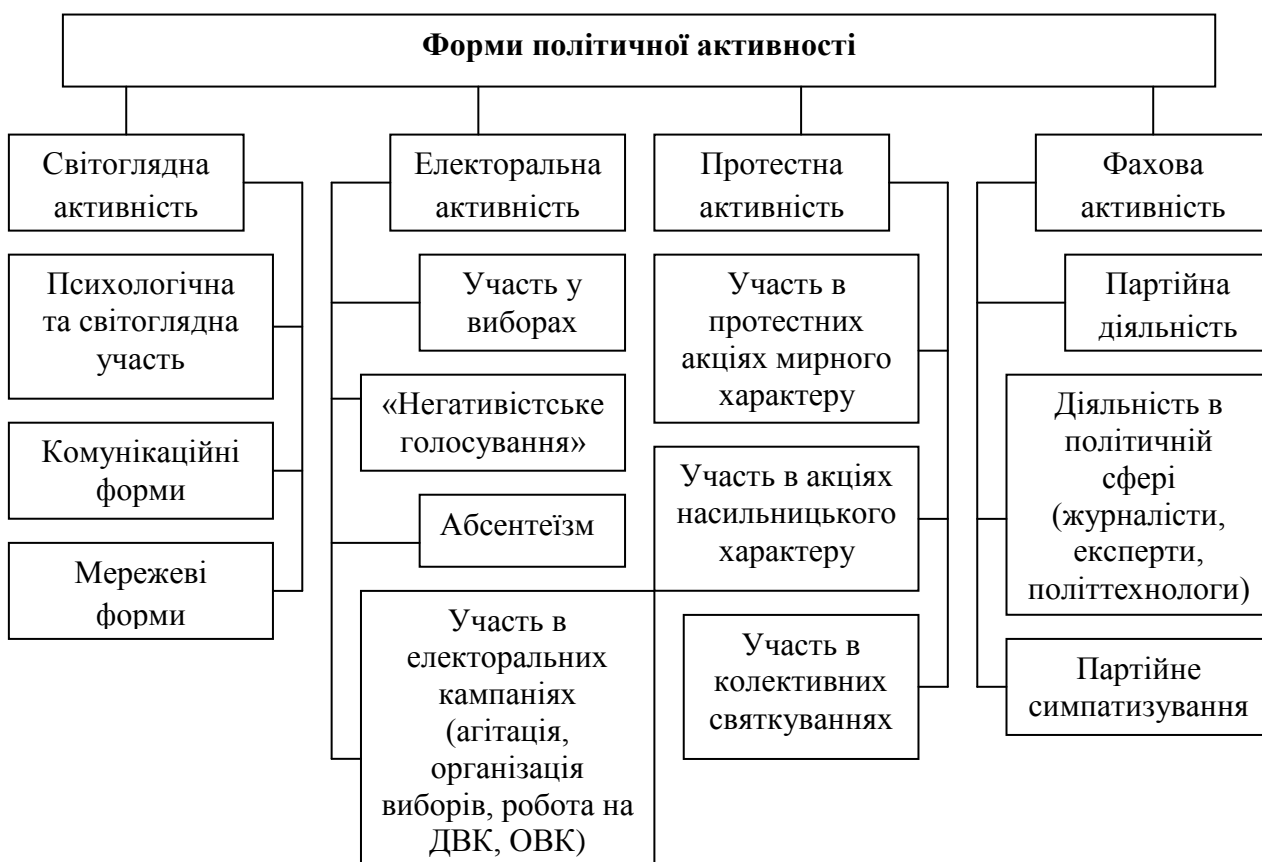 Форми політичної активності
Світоглядна
активність
Психологічна
та світоглядна
участь
Комунікаційні
форми
Мережеві
форми
Електоральна
активність
Участь у
виборах
«Негативістське
голосування»
Абсентеїзм
Участь в
електоральних
кампаніях
(агітація,
організація
виборів, робота на
ДВК, ОВК)
Протестна
активність
Участь в
протестних
акціях мирного
характеру
Участь в акціях
насильницького
характеру
Участь в
колективних
святкуваннях
Фахова
активність
Партійна
діяльність
Діяльність в
політичній
сфері
(журналісти,
експерти,
політтехнологи)
Партійне
симпатизування